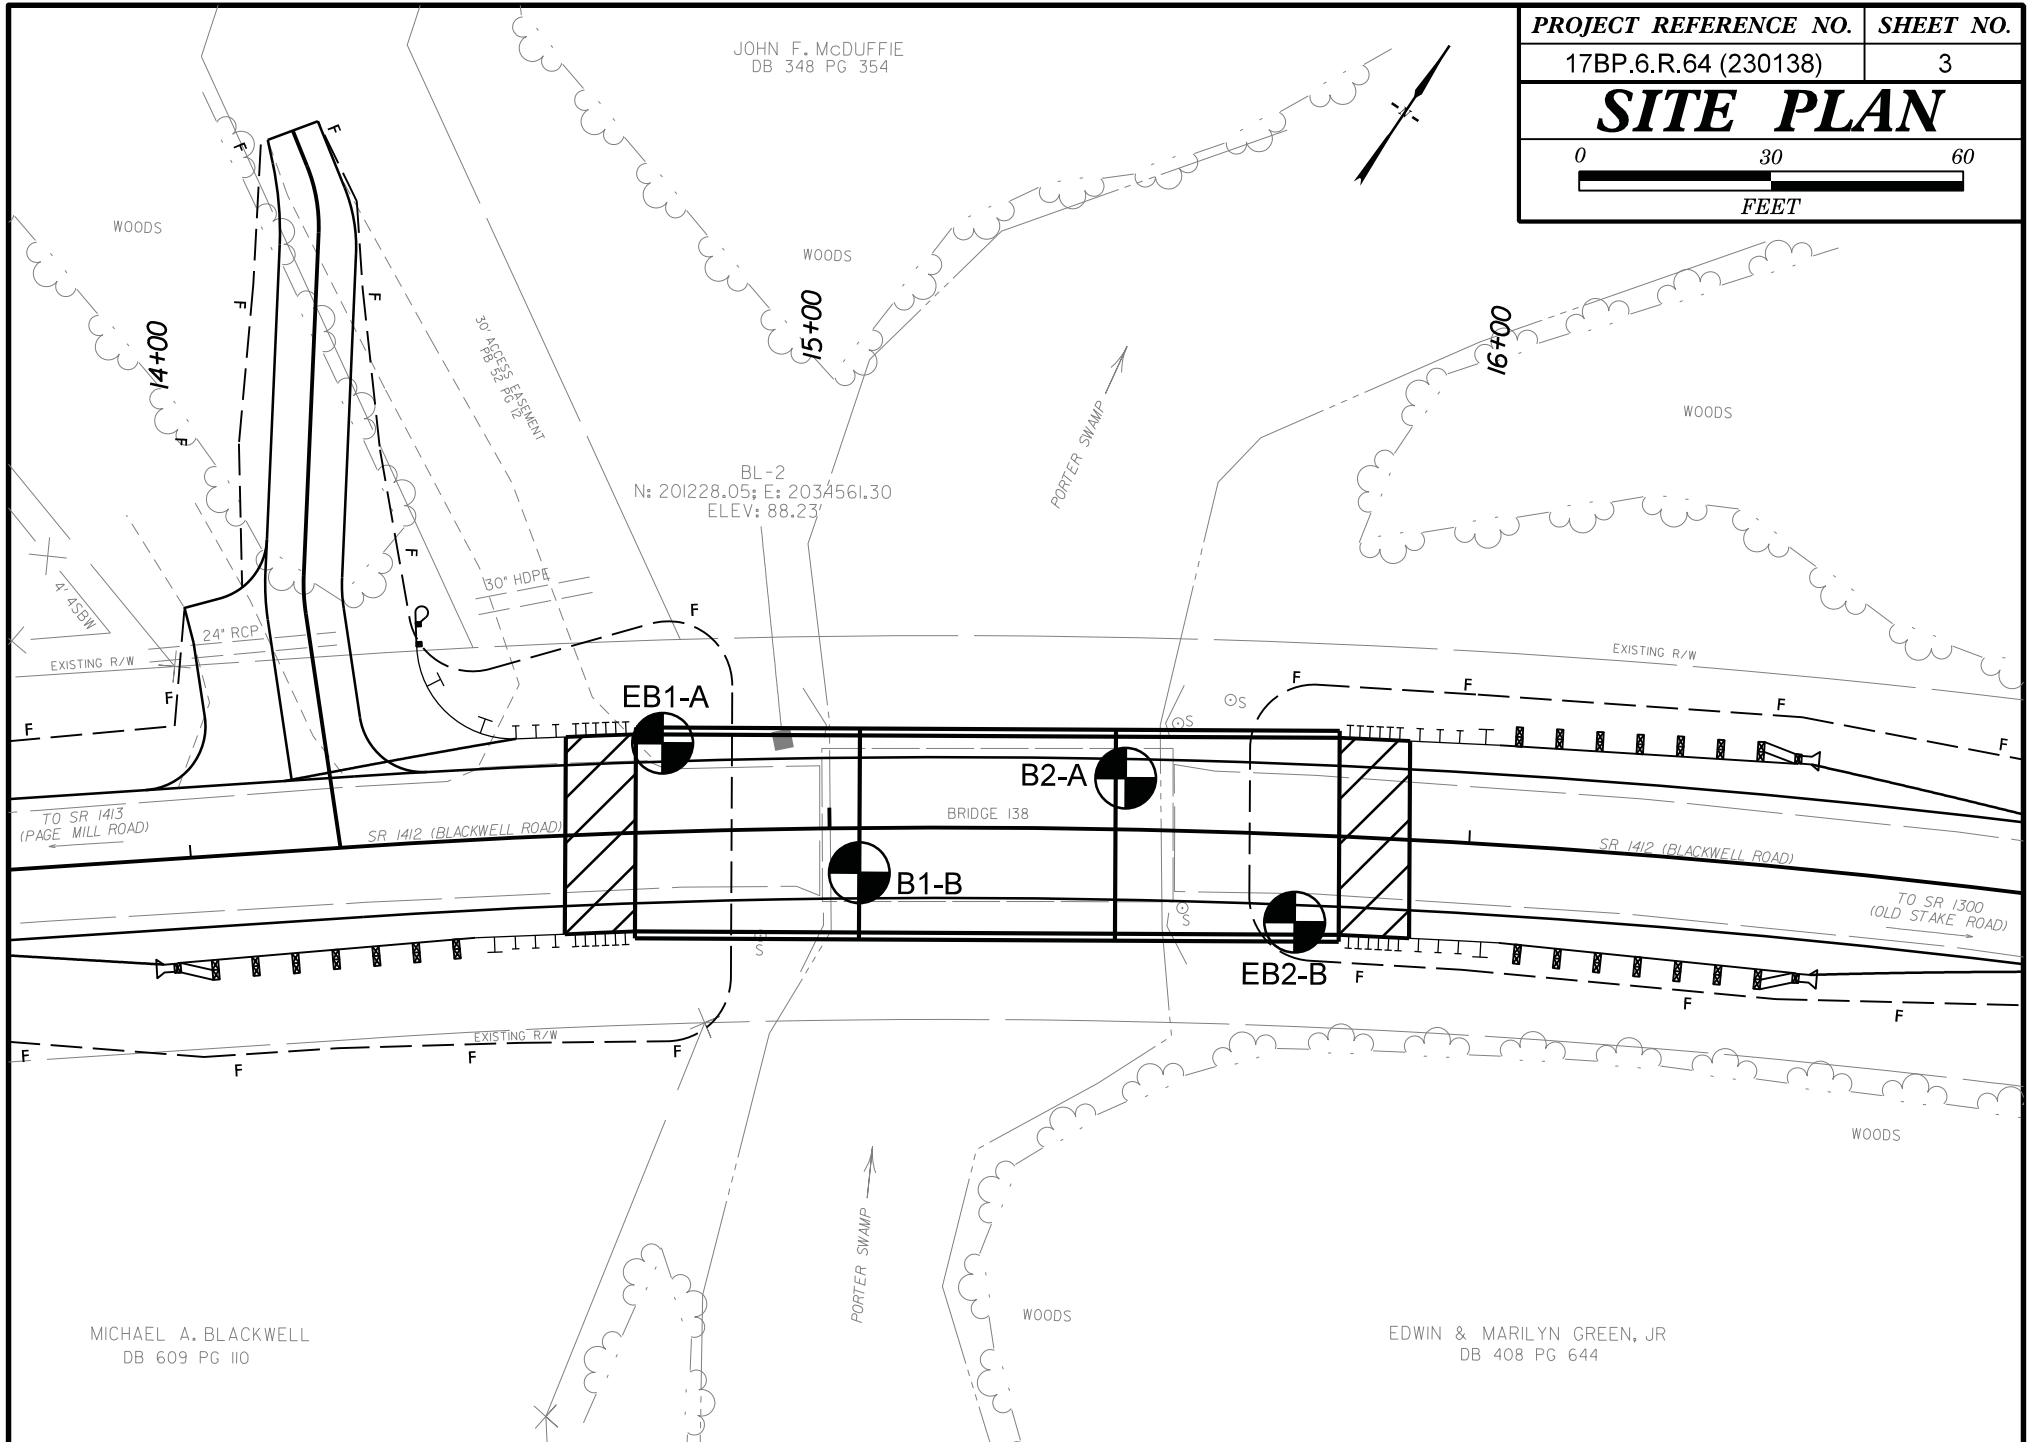 PROJECT REFERENCE NO. SHEET NO.
17BP.6.R.64 (230138) 3
SITE PLAN
0 30 60
FEET
JOHN F. McDUFFIE
DB 348 PG 354
N
WOODS
WOODS
14+00
15+00
16+00
30' ACCESS EASEMENT
PB 52 PG 12
WOODS
PORTER SWAMP
BL-2
N: 201228.05; E: 2034561.30
ELEV: 88.23'
4' 4SBW
24" RCP
30" HDPE
EXISTING R/W
EXISTING R/W
F F F F F F F F F F F F F
EB1-A
S
S
B2-A
BRIDGE 138
TO SR 1413
(PAGE MILL ROAD)
SR 1412 (BLACKWELL ROAD)
SR 1412 (BLACKWELL ROAD)
B1-B
TO SR 1300
(OLD STAKE ROAD)
S
S
EB2-B
F F F
EXISTING R/W
F F F F
WOODS
PORTER SWAMP
WOODS
MICHAEL A. BLACKWELL
DB 609 PG 110
EDWIN & MARILYN GREEN, JR
DB 408 PG 644